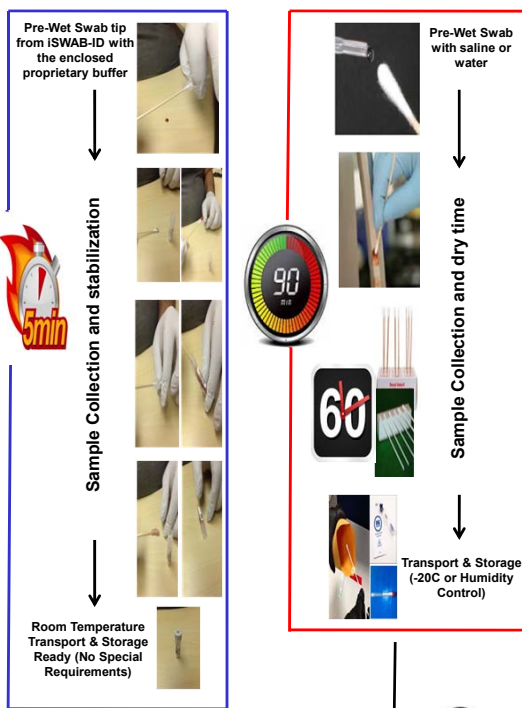 Pre-Wet Swab tip
from iSWAB-ID with
the enclosed
proprietary buffer
Sample Collection and stabilization
5min
Room Temperature
Transport & Storage
Ready (No Special
Requirements)
Pre-Wet Swab
with saline or
water
90
min
Sample Collection and dry time
60
Transport & Storage
(-20C or Humidity
Control)